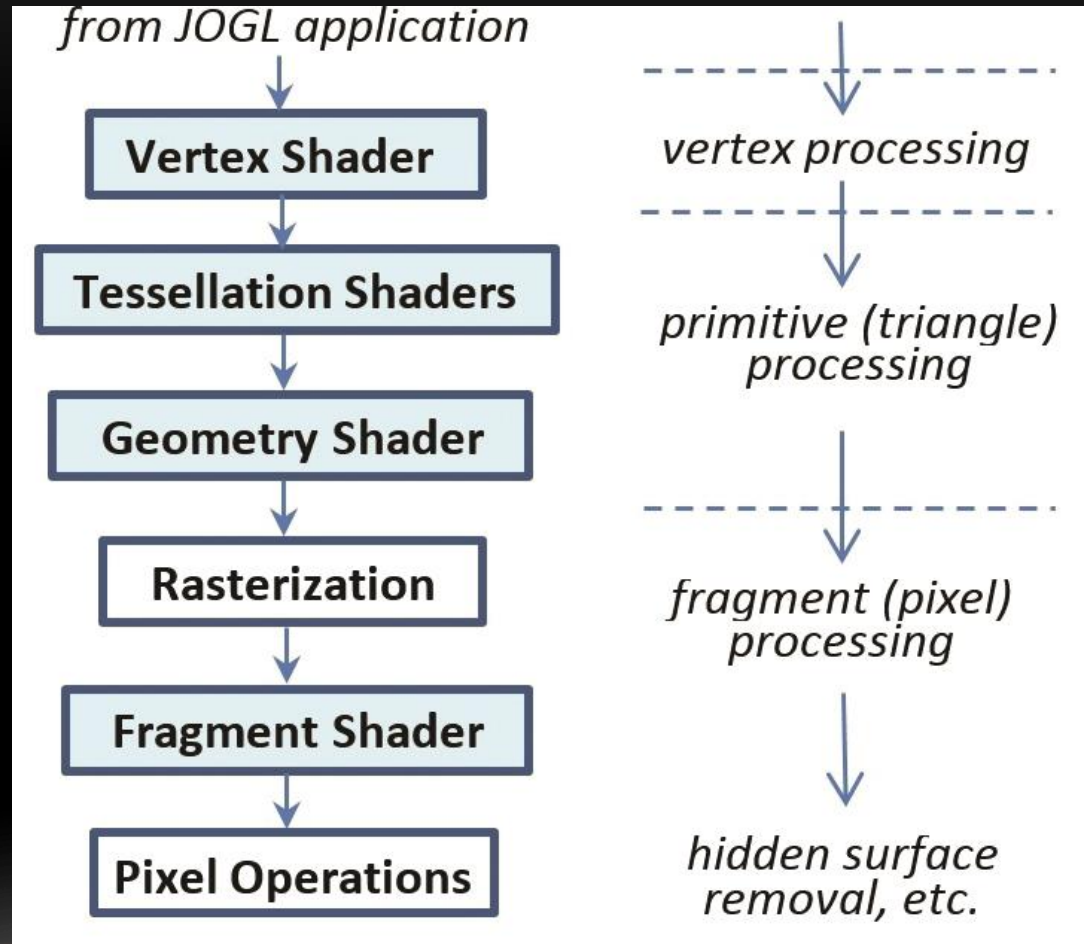 from JOGL application
Vertex Shader
vertex processing
Tessellation Shaders
primitive (triangle)
processing
Geometry Shader
Rasterization
fragment (pixel)
processing
Fragment Shader
Pixel Operations
hidden surface
removal, etc.